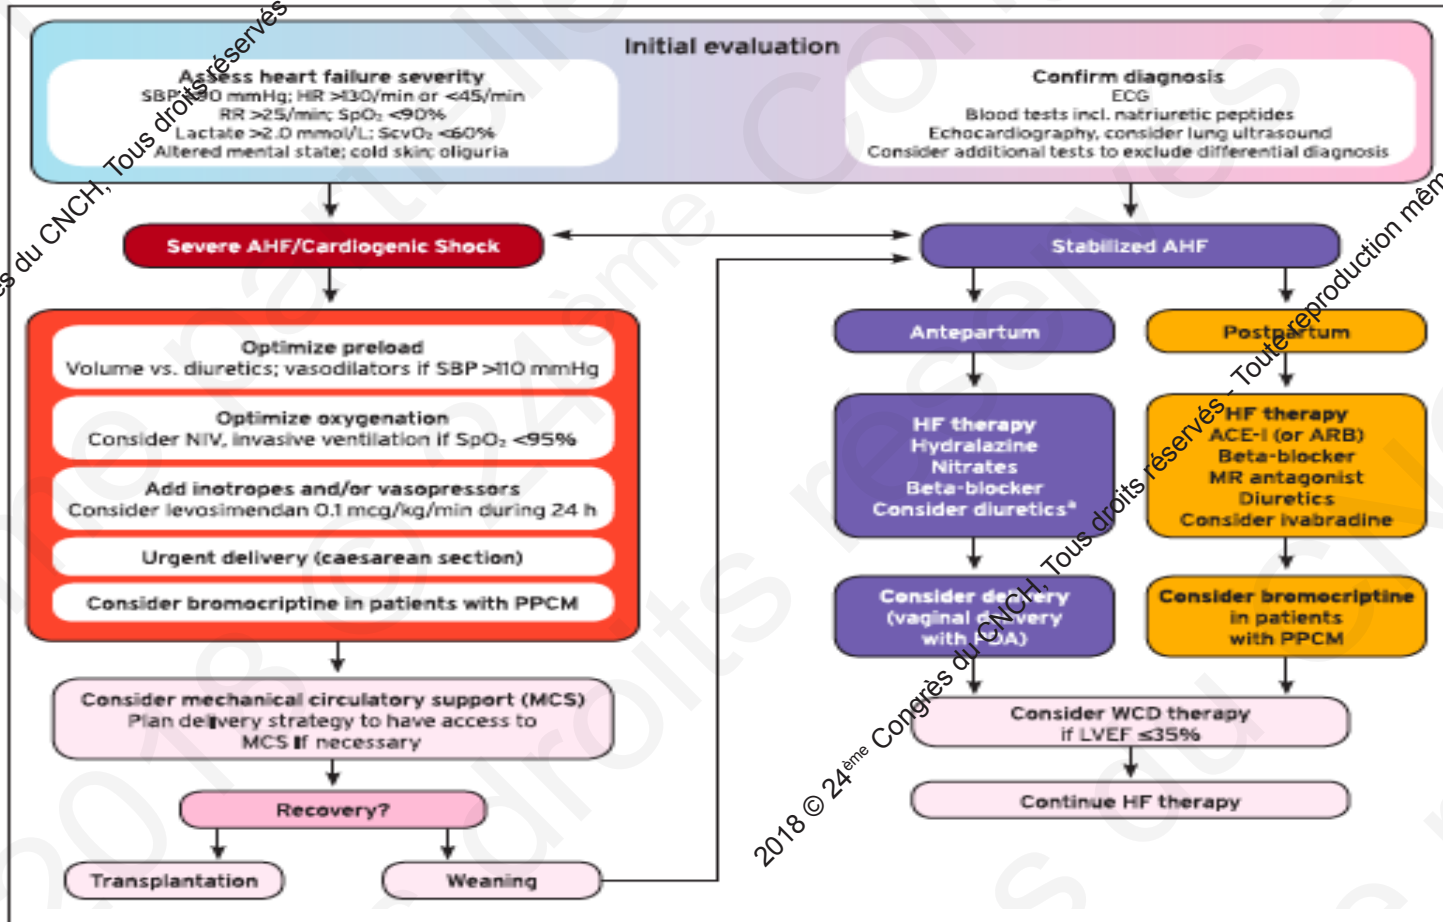 Initial evaluation
Assess heart failure severity
SBP <90 mmHg; HR >130/min or <45/min
RR >25/min; SpO₂ <90%
Lactate >2.0 mmol/L; ScvO₂ <60%
Altered mental state; cold skin; oliguria
Confirm diagnosis
ECG
Blood tests incl. natriuretic peptides
Echocardiography, consider lung ultrasound
Consider additional tests to exclude differential diagnosis
Severe AHF/Cardiogenic Shock
Stabilized AHF
Optimize preload
Volume vs. diuretics; vasodilators if SBP >110 mmHg
Optimize oxygenation
Consider NIV, invasive ventilation if SpO₂ <95%
Add inotropes and/or vasopressors
Consider levosimendan 0.1 mcg/kg/min during 24 h
Urgent delivery (caesarean section)
Consider bromocriptine in patients with PPCM
Consider mechanical circulatory support (MCS)
Plan delivery strategy to have access to
MCS if necessary
Recovery?
Transplantation
Weaning
Antepartum
HF therapy
Hydralazine
Nitrates
Beta-blocker
Consider diureticsᵃ
Consider delivery
(vaginal delivery
with PDA)
Postpartum
HF therapy
ACE-I (or ARB)
Beta-blocker
MR antagonist
Diuretics
Consider ivabradine
Consider bromocriptine
in patients
with PPCM
Consider WCD therapy
if LVEF ≤35%
Continue HF therapy
du CNCH, Tous droits réservés
2018 © 24ème Congrès du CNCH, Tous droits réservés - Toute reproduction
2018 © 24ème
droits réservés
du